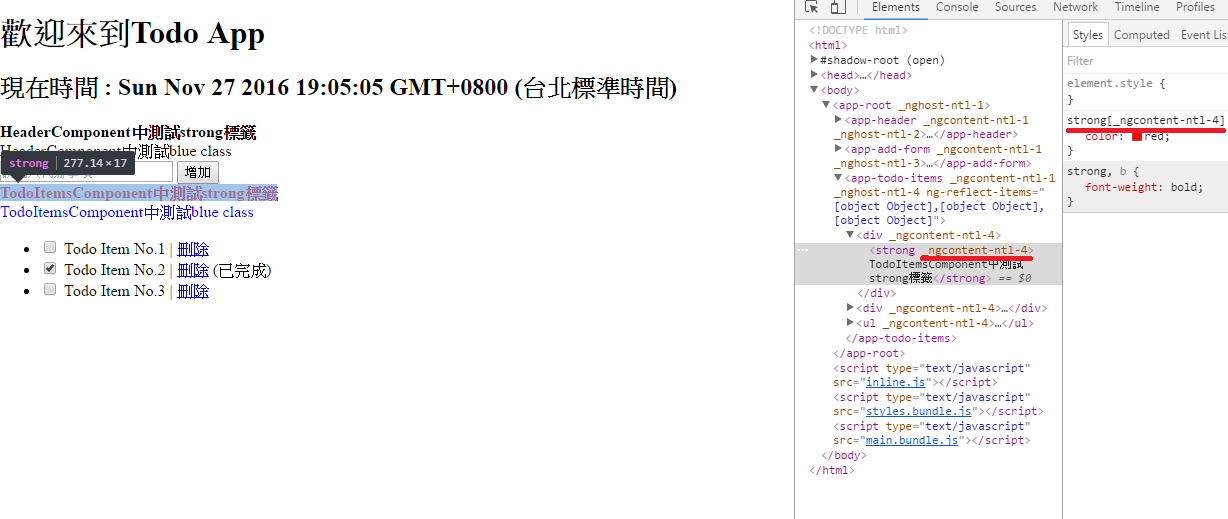 歡迎來到Todo App
現在時間 : Sun Nov 27 2016 19:05:05 GMT+0800 (台北標準時間)
HeaderComponent中測試strong標籤
HeaderComponent中測試blue class
strong | 277.14×17
增加
TodoItemsComponent中測試strong標籤
TodoItemsComponent中測試blue class
Todo Item No.1 | 刪除
Todo Item No.2 | 刪除 (已完成)
Todo Item No.3 | 刪除
Elements Console Sources Network Timeline Profiles
<!DOCTYPE html>
<html>
#shadow-root (open)
<head>…</head>
<body>
<app-root _nghost-ntl-1>
<app-header _ngcontent-ntl-1
_nghost-ntl-2>…</app-header>
<app-add-form _ngcontent-ntl-1
_nghost-ntl-3>…</app-add-form>
<app-todo-items _ngcontent-ntl-1
_nghost-ntl-4 ng-reflect-items="
[object Object],[object Object],
[object Object]">
<div _ngcontent-ntl-4>
<strong _ngcontent-ntl-4>
TodoItemsComponent中測試
strong標籤</strong> == $0
</div>
<div _ngcontent-ntl-4>…</div>
<ul _ngcontent-ntl-4>…</ul>
</app-todo-items>
</app-root>
<script type="text/javascript"
src="inline.js"></script>
<script type="text/javascript"
src="styles.bundle.js"></script>
<script type="text/javascript"
src="main.bundle.js"></script>
</body>
</html>
Styles Computed Event Lis
Filter
element.style {
}
strong[_ngcontent-ntl-4]
color: red;
}
strong, b {
font-weight: bold;
}